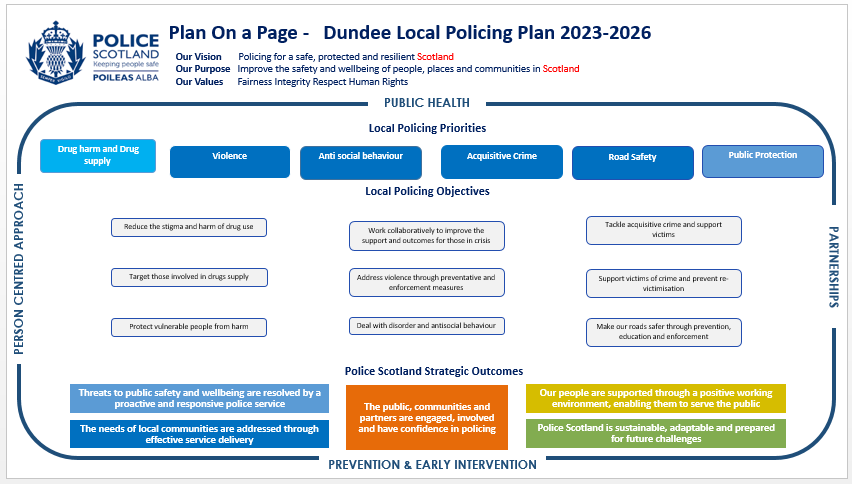 POLICE
SCOTLAND
Keeping people safe
POILEAS ALBA
Plan On a Page - Dundee Local Policing Plan 2023-2026
Our Vision Policing for a safe, protected and resilient Scotland
Our Purpose Improve the safety and wellbeing of people, places and communities in Scotland
Our Values Fairness Integrity Respect Human Rights
PUBLIC HEALTH
PERSON CENTRED APPROACH
PARTNERSHIPS
Local Policing Priorities
Drug harm and Drug
supply
Violence
Anti social behaviour
Acquisitive Crime
Road Safety
Public Protection
Local Policing Objectives
Reduce the stigma and harm of drug use
Work collaboratively to improve the
support and outcomes for those in crisis
Tackle acquisitive crime and support
victims
Target those involved in drugs supply
Address violence through preventative and
enforcement measures
Support victims of crime and prevent re-
victimisation
Protect vulnerable people from harm
Deal with disorder and antisocial behaviour
Make our roads safer through prevention,
education and enforcement
Police Scotland Strategic Outcomes
Threats to public safety and wellbeing are resolved by a
proactive and responsive police service
The needs of local communities are addressed through
effective service delivery
The public, communities and
partners are engaged, involved
and have confidence in policing
Our people are supported through a positive working
environment, enabling them to serve the public
Police Scotland is sustainable, adaptable and prepared
for future challenges
PREVENTION & EARLY INTERVENTION